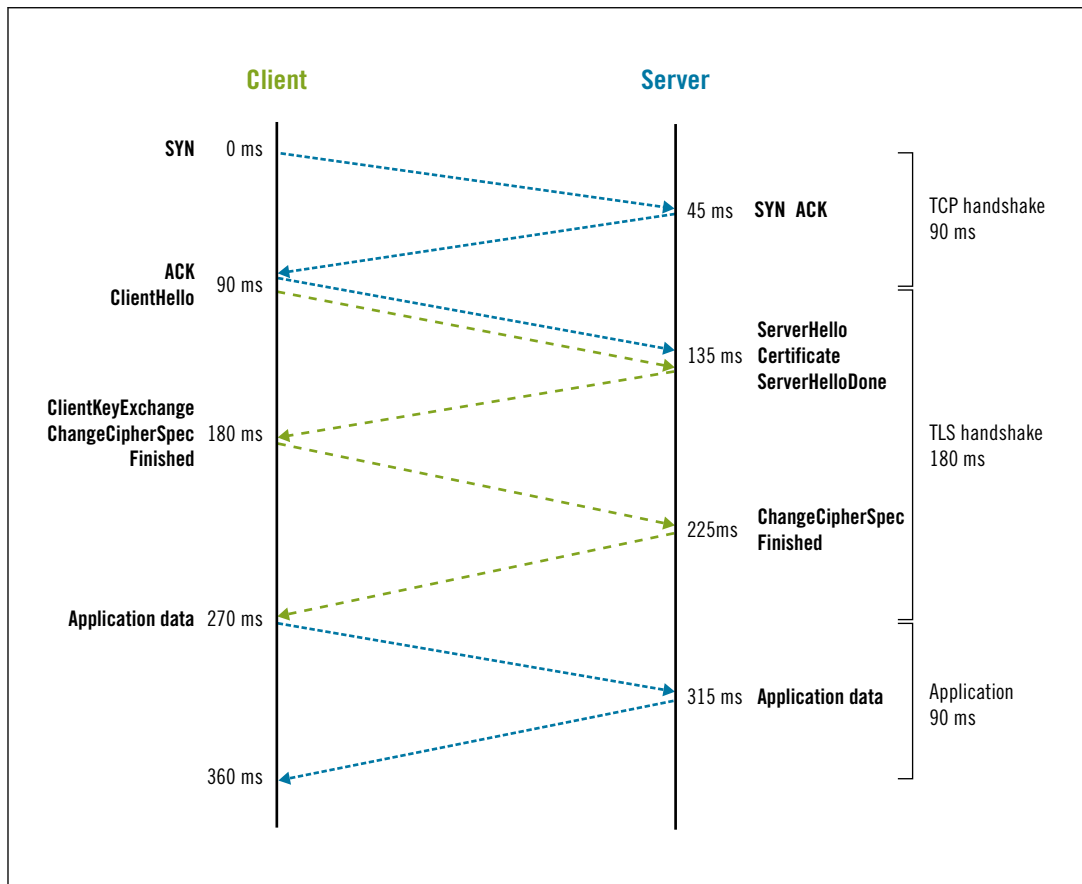 Client
Server
SYN 0 ms
45 ms SYN ACK
TCP handshake
90 ms
ACK
ClientHello
90 ms
135 ms
ServerHello
Certificate
ServerHelloDone
ClientKeyExchange
ChangeCipherSpec
Finished
180 ms
TLS handshake
180 ms
225ms
ChangeCipherSpec
Finished
Application data 270 ms
315 ms Application data
Application
90 ms
360 ms